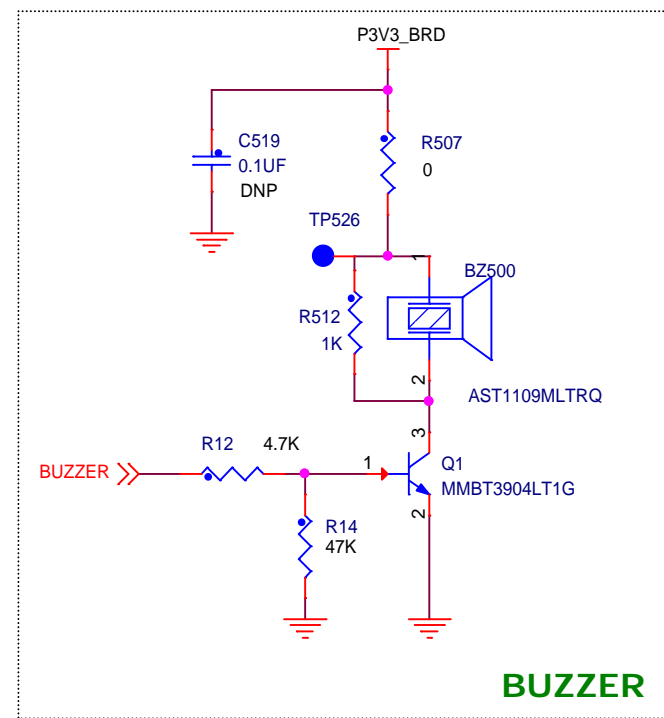 P3V3_BRD
C519
0.1UF
DNP
R507
0
TP526
1
BZ500
R512
1K
2
AST1109MLTRQ
3
R12 4.7K
BUZZER
1
Q1
MMBT3904LT1G
2
R14
47K
BUZZER